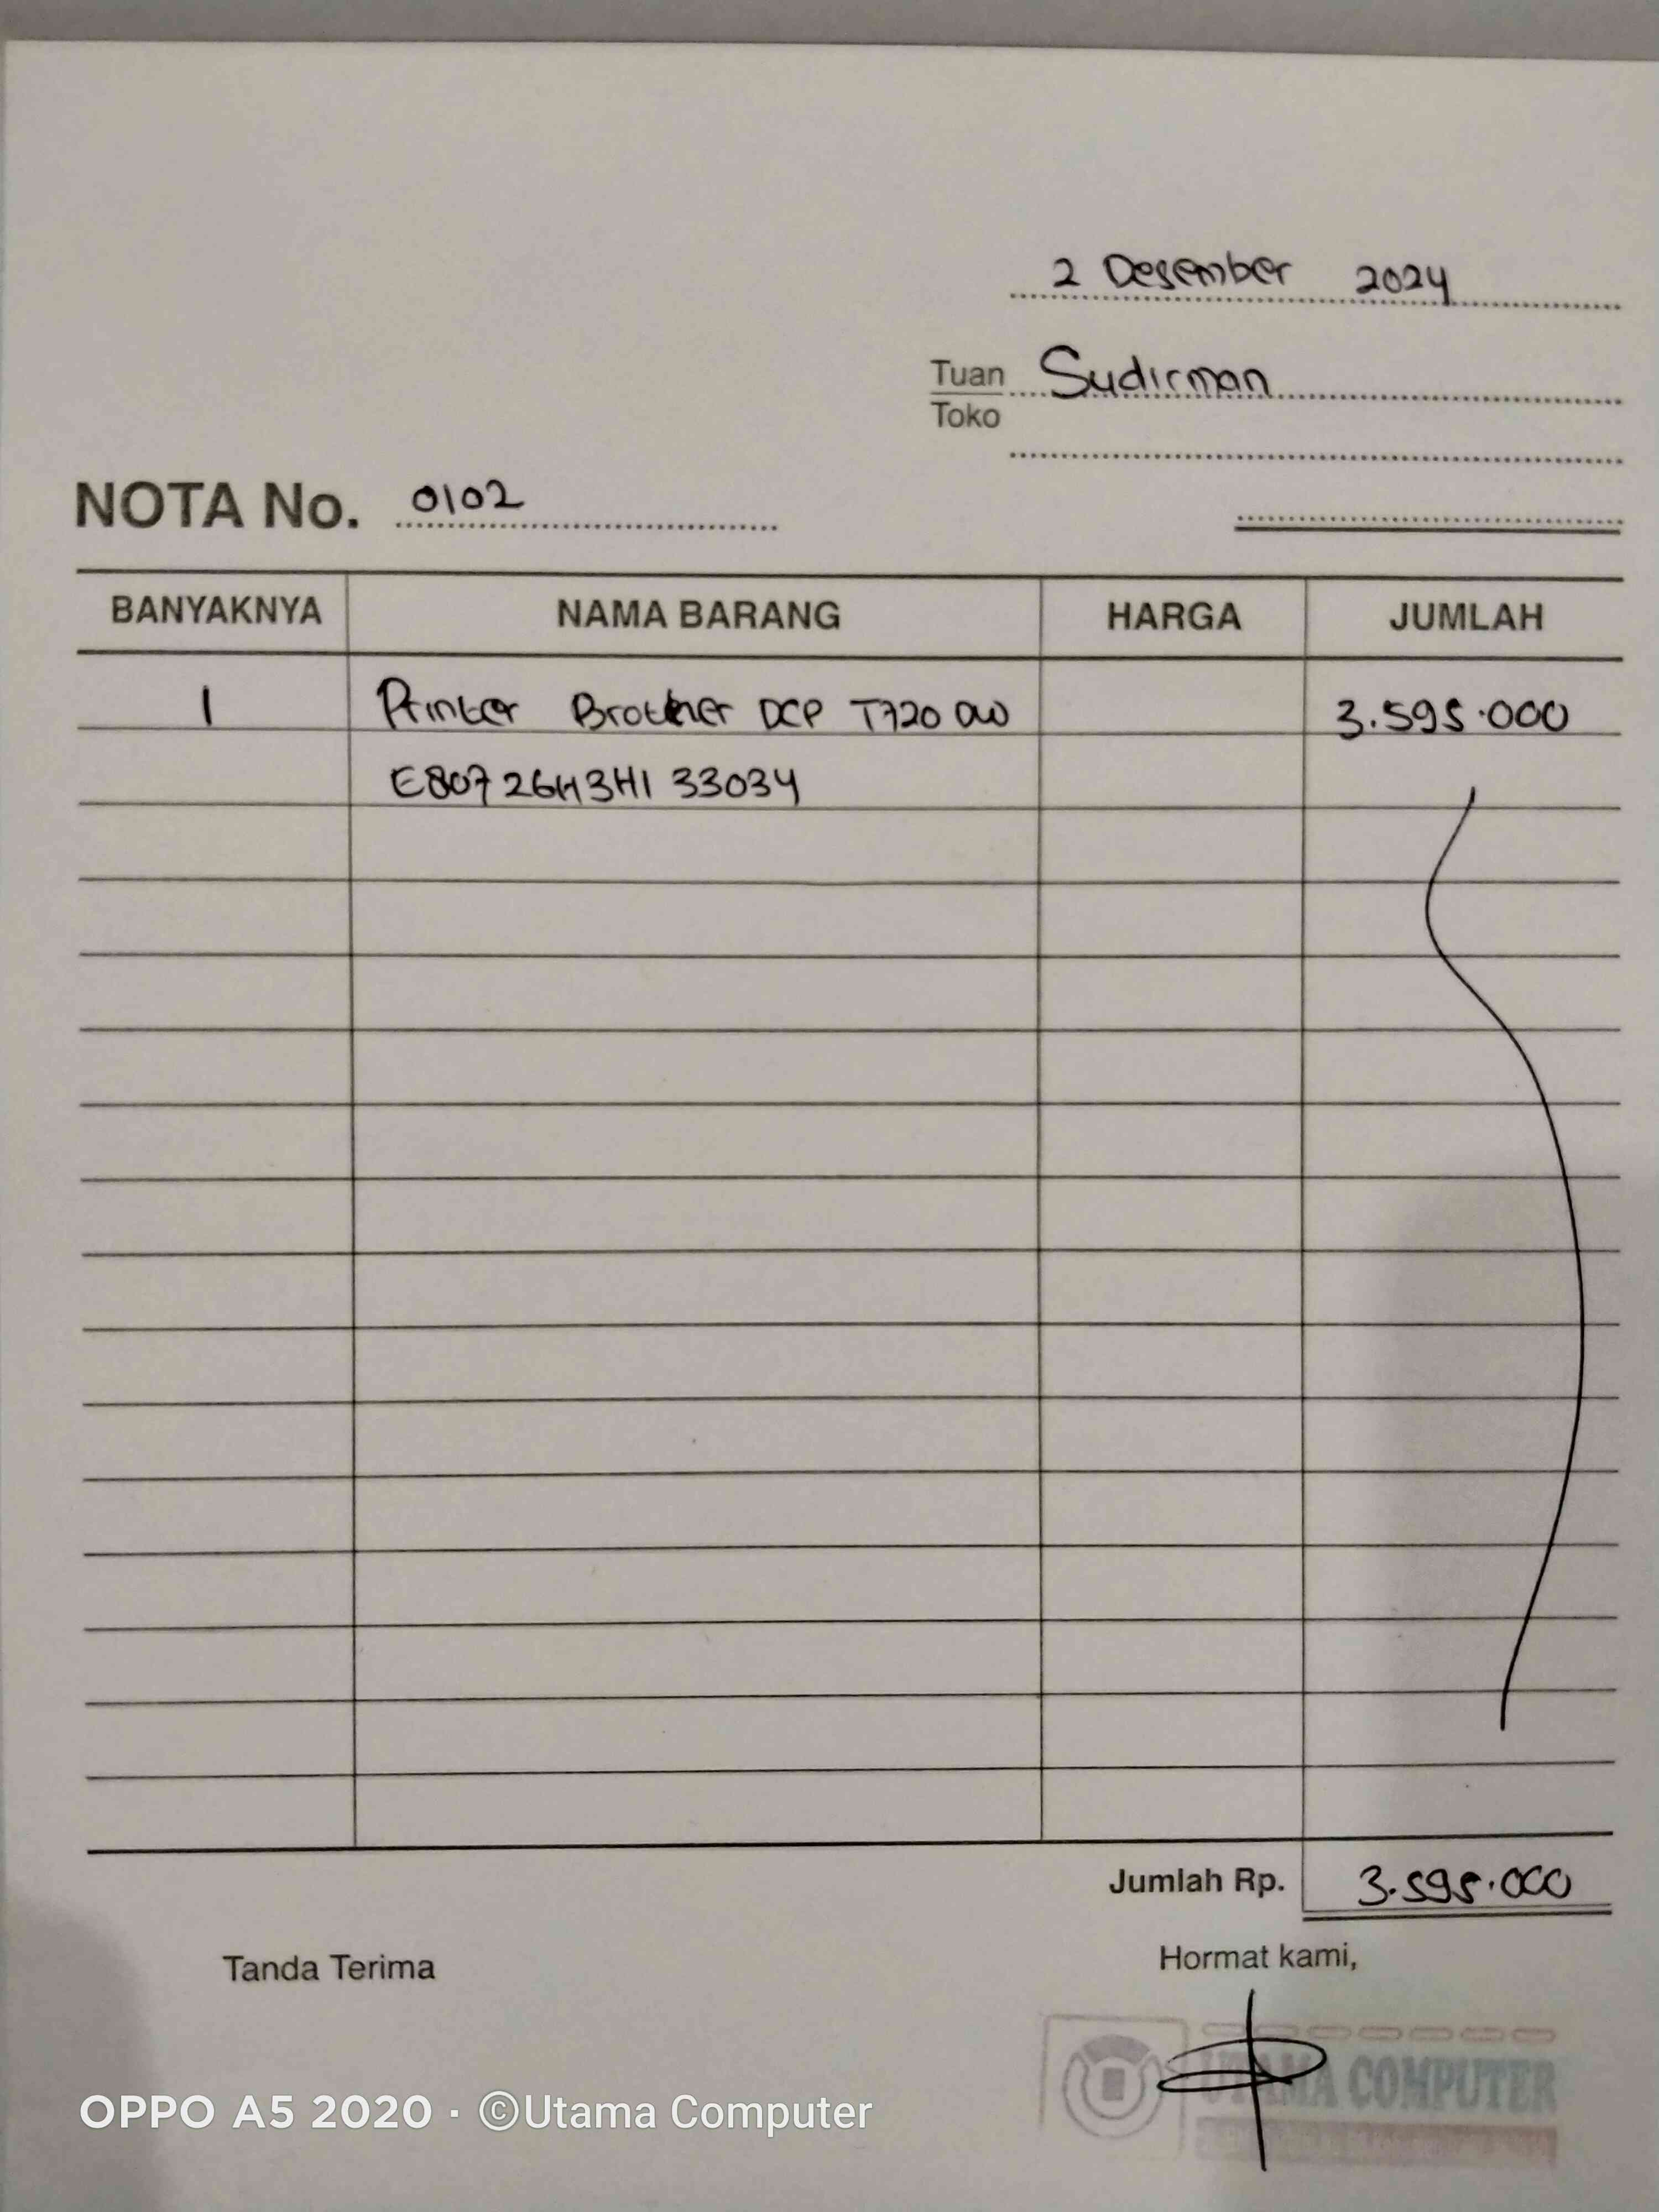 2 Desember 2024
Tuan Sudirman
Toko
NOTA No. 0102
BANYAKNYA NAMA BARANG HARGA JUMLAH
1 Printer Brother DCP T720 DW 3.595.000
E80726H3H133034
Jumlah Rp. 3.595.000
Tanda Terima Hormat kami,
UTAMA COMPUTER
OPPO A5 2020 · ©Utama Computer